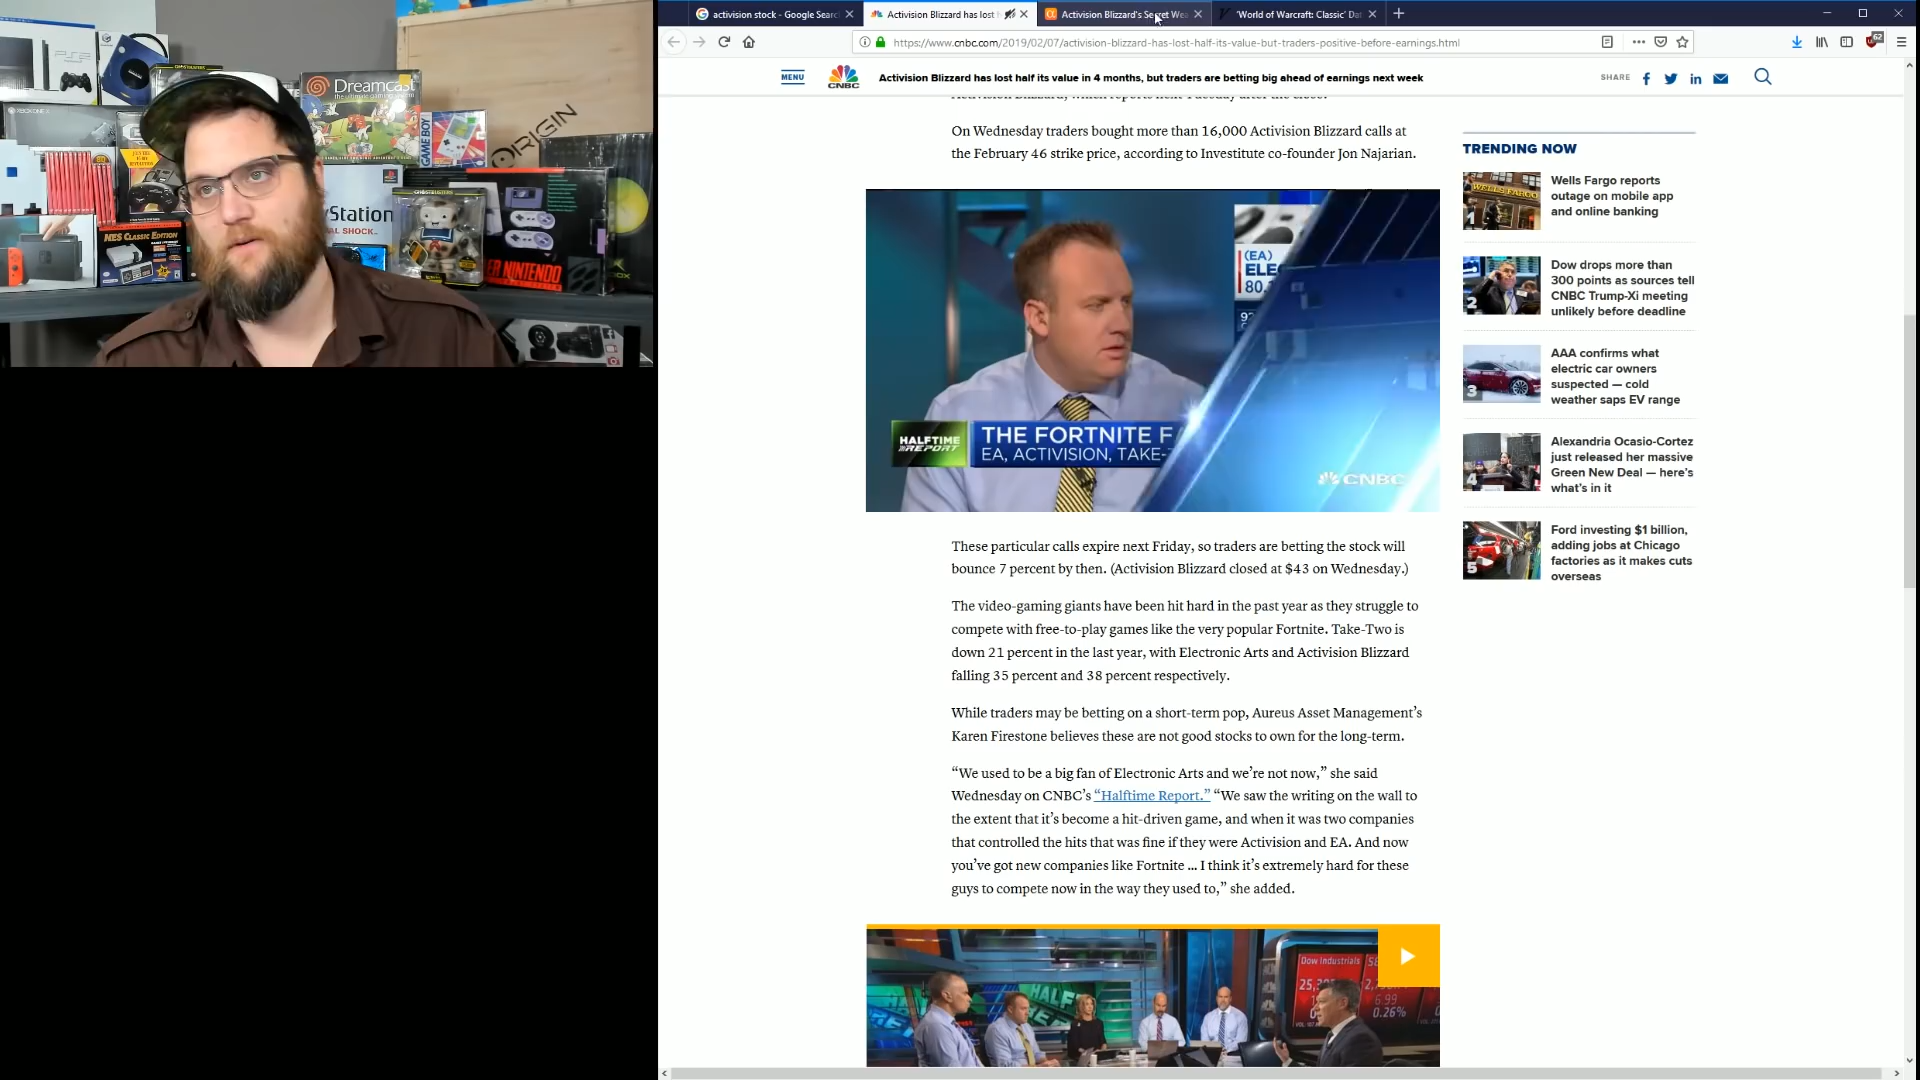 activision stock - Google Searc
Activision Blizzard has lost
Activision Blizzard's Secret Wea
'World of Warcraft: Classic' Da
https://www.cnbc.com/2019/02/07/activision-blizzard-has-lost-half-its-value-but-traders-positive-before-earnings.html
62
MENU
CNBC
Activision Blizzard has lost half its value in 4 months, but traders are betting big ahead of earnings next week
SHARE
On Wednesday traders bought more than 16,000 Activision Blizzard calls at
the February 46 strike price, according to Investitute co-founder Jon Najarian.
(EA)
ELE
80.
HALFTIME
REPORT
THE FORTNITE F
EA, ACTIVISION, TAKE-
CNBC
These particular calls expire next Friday, so traders are betting the stock will
bounce 7 percent by then. (Activision Blizzard closed at $43 on Wednesday.)
The video-gaming giants have been hit hard in the past year as they struggle to
compete with free-to-play games like the very popular Fortnite. Take-Two is
down 21 percent in the last year, with Electronic Arts and Activision Blizzard
falling 35 percent and 38 percent respectively.
While traders may be betting on a short-term pop, Aureus Asset Management's
Karen Firestone believes these are not good stocks to own for the long-term.
“We used to be a big fan of Electronic Arts and we're not now,” she said
Wednesday on CNBC's “Halftime Report.” “We saw the writing on the wall to
the extent that it's become a hit-driven game, and when it was two companies
that controlled the hits that was fine if they were Activision and EA. And now
you've got new companies like Fortnite ... I think it's extremely hard for these
guys to compete now in the way they used to,” she added.
Dow Industrials
0.26%
TRENDING NOW
1
Wells Fargo reports
outage on mobile app
and online banking
2
Dow drops more than
300 points as sources tell
CNBC Trump-Xi meeting
unlikely before deadline
3
AAA confirms what
electric car owners
suspected — cold
weather saps EV range
4
Alexandria Ocasio-Cortez
just released her massive
Green New Deal — here's
what's in it
5
Ford investing $1 billion,
adding jobs at Chicago
factories as it makes cuts
overseas
Dreamcast
GAME BOY
ORIGIN
Station
NES CLASSIC EDITION
ER NINTENDO